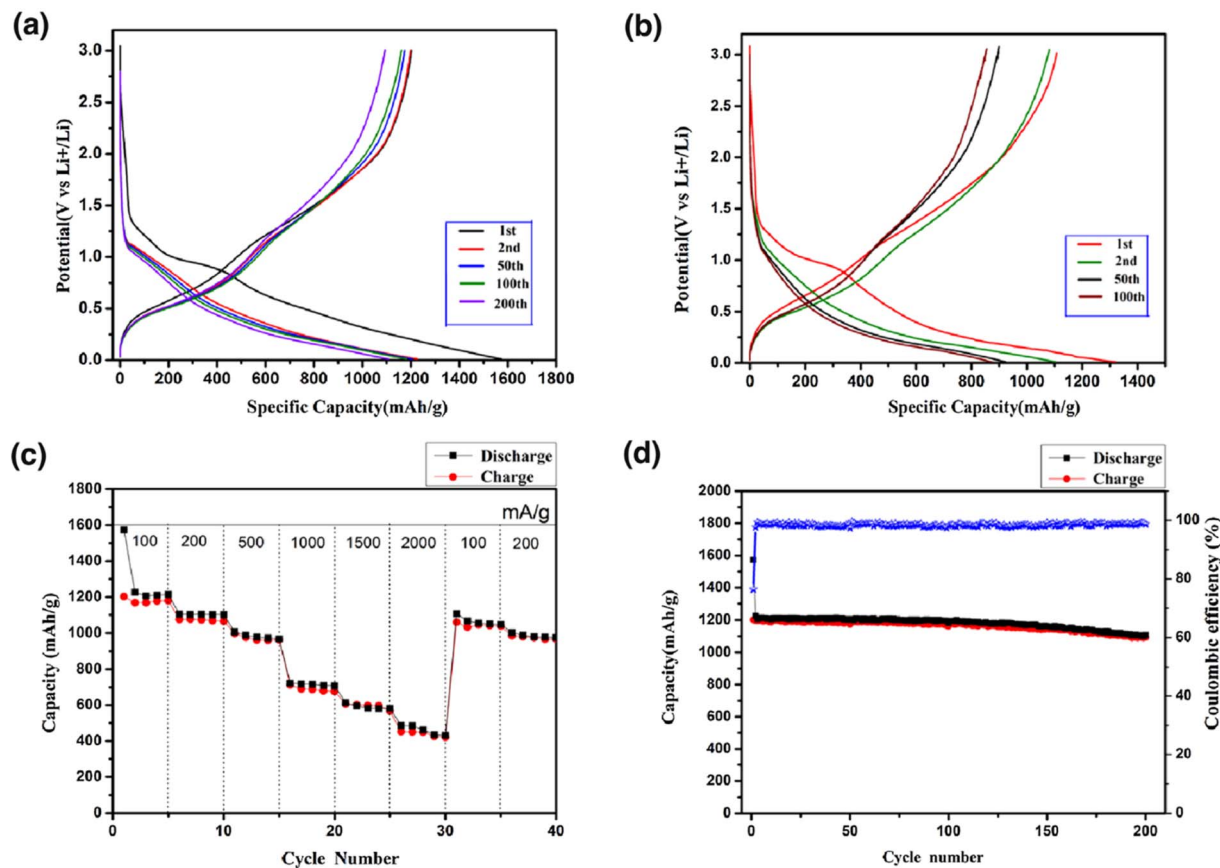 (a)
3.0
2.5
2.0
1.5
1.0
0.5
0.0
Potential(V vs Li+/Li)
1st
2nd
50th
100th
200th
0 200 400 600 800 1000 1200 1400 1600 1800
Specific Capacity(mAh/g)
(b)
3.0
2.5
2.0
1.5
1.0
0.5
0.0
Potential(V vs Li+/Li)
1st
2nd
50th
100th
0 200 400 600 800 1000 1200 1400
Specific Capacity(mAh/g)
(c)
Discharge
Charge
1800
1600
1400
1200
1000
800
600
400
200
0
Capacity (mAh/g)
mA/g
100 200 500 1000 1500 2000 100 200
0 10 20 30 40
Cycle Number
(d)
Discharge
Charge
2000
1800
1600
1400
1200
1000
800
600
400
200
0
Capacity(mAh/g)
100
75
60
50
40
25
0
Coulombic efficiency (%)
0 50 100 150 200
Cycle number